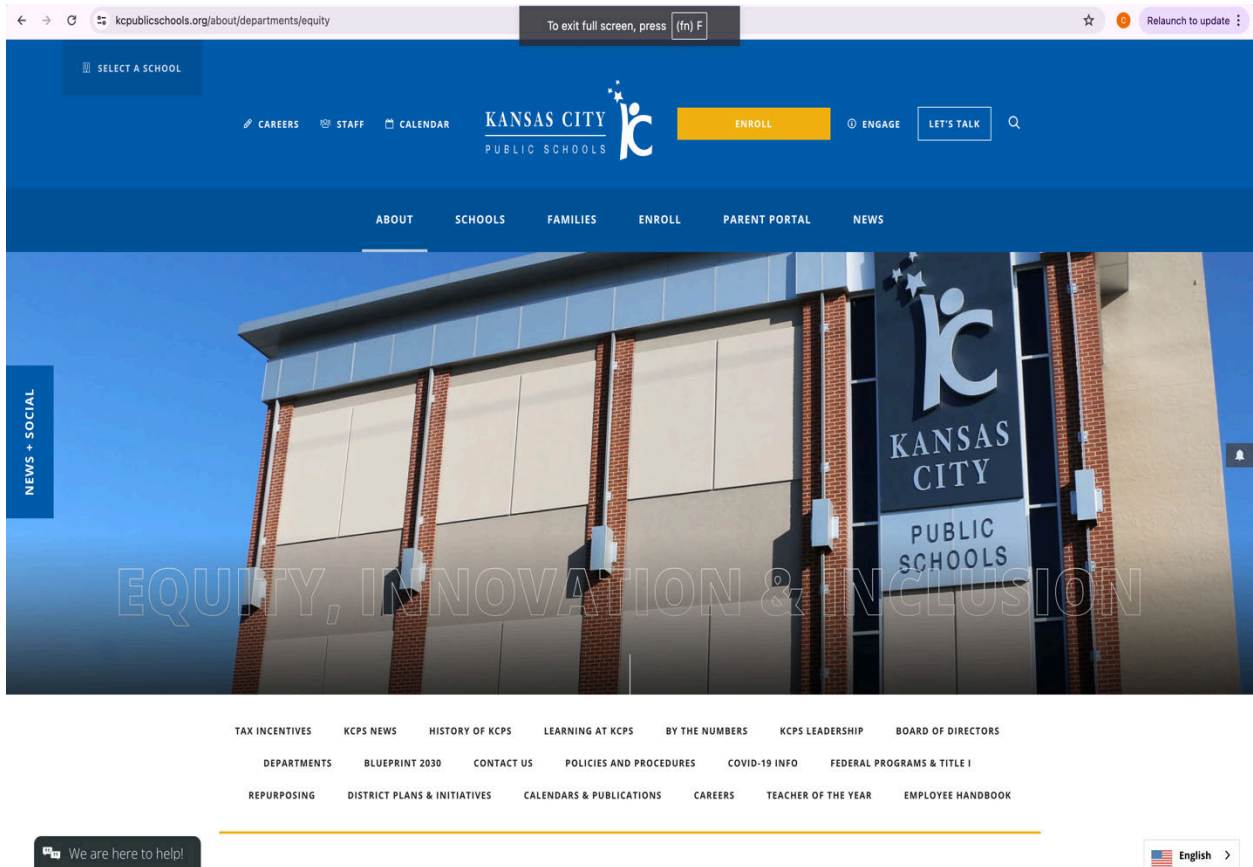 kcpublicschools.org/about/departments/equity
To exit full screen, press (fn) F
C
Relaunch to update
SELECT A SCHOOL
CAREERS
STAFF
CALENDAR
KANSAS CITY
PUBLIC SCHOOLS
ENROLL
ENGAGE
LET'S TALK
ABOUT SCHOOLS FAMILIES ENROLL PARENT PORTAL NEWS
NEWS + SOCIAL
KANSAS
CITY
PUBLIC
SCHOOLS
EQUITY, INNOVATION & INCLUSION
TAX INCENTIVES KCPS NEWS HISTORY OF KCPS LEARNING AT KCPS BY THE NUMBERS KCPS LEADERSHIP BOARD OF DIRECTORS
DEPARTMENTS BLUEPRINT 2030 CONTACT US POLICIES AND PROCEDURES COVID-19 INFO FEDERAL PROGRAMS & TITLE I
REPURPOSING DISTRICT PLANS & INITIATIVES CALENDARS & PUBLICATIONS CAREERS TEACHER OF THE YEAR EMPLOYEE HANDBOOK
We are here to help!
English